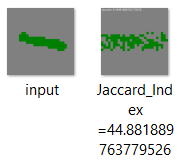 input
Jaccard_Ind
ex
=44.881889
763779526